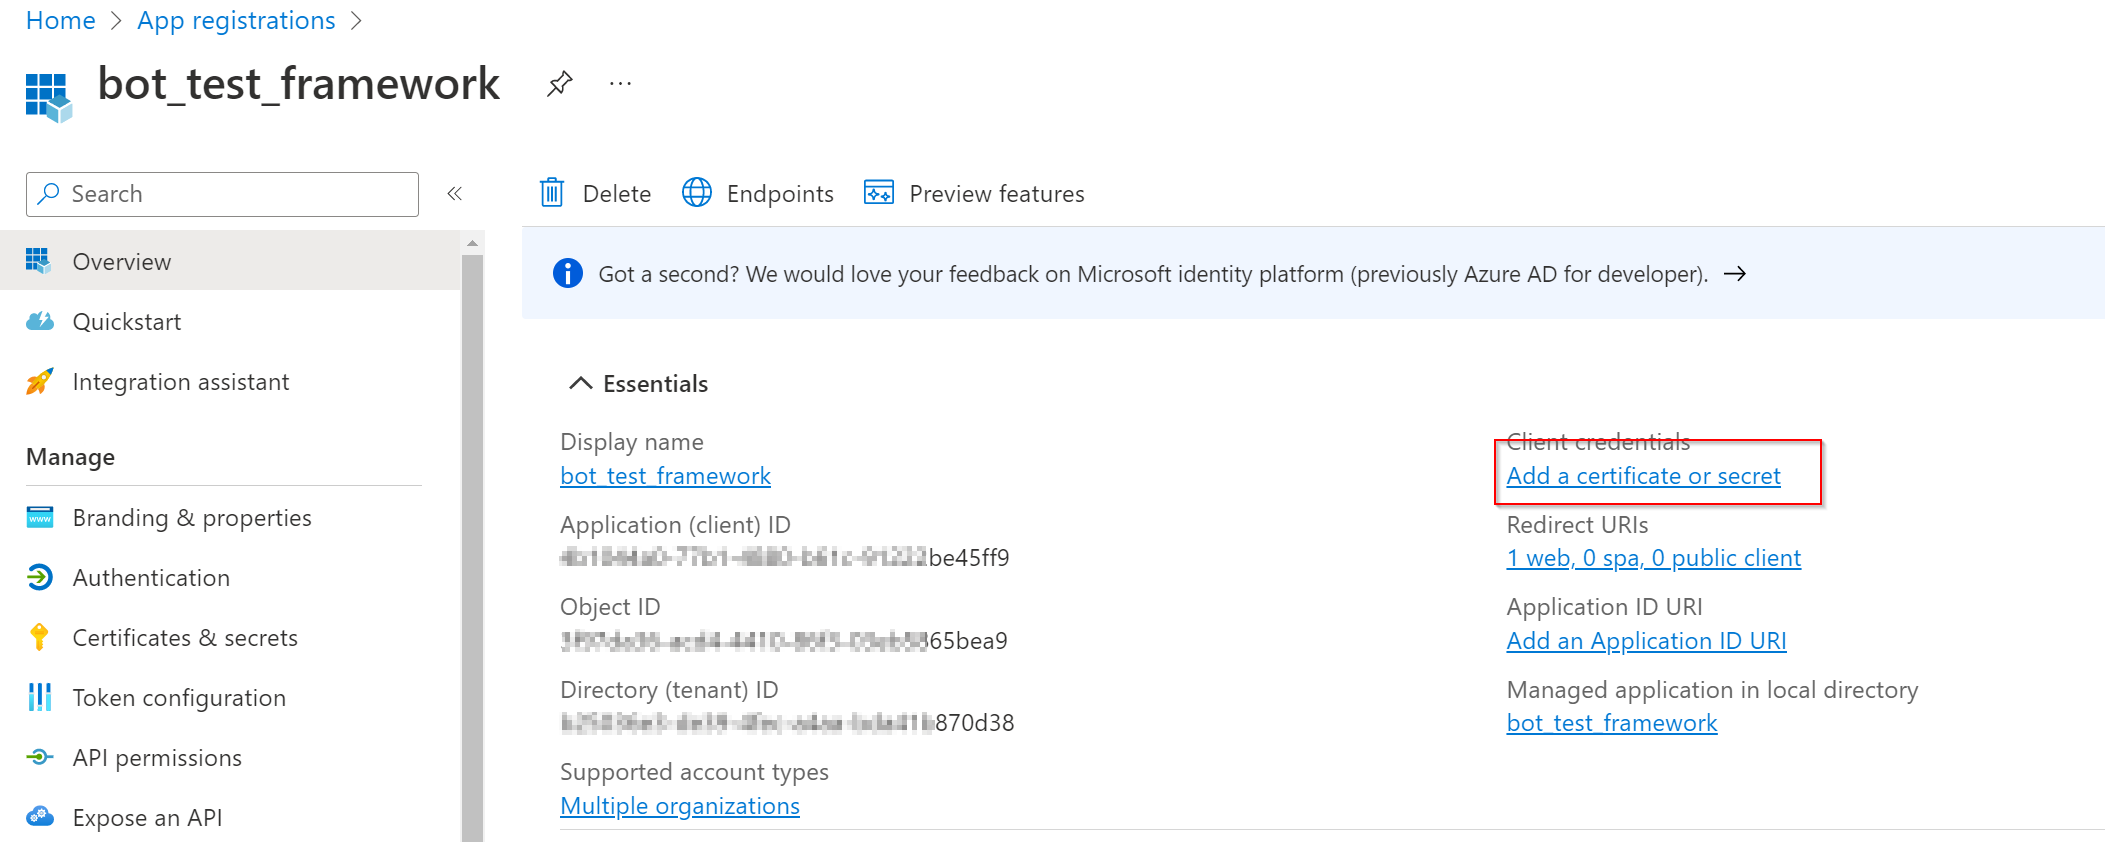 Home > App registrations >
bot_test_framework
...
Search
«
Overview
Quickstart
Integration assistant
Manage
Branding & properties
Authentication
Certificates & secrets
Token configuration
API permissions
Expose an API
Delete
Endpoints
Preview features
Got a second? We would love your feedback on Microsoft identity platform (previously Azure AD for developer). →
Essentials
Display name
bot_test_framework
Application (client) ID
be45ff9
Object ID
65bea9
Directory (tenant) ID
870d38
Supported account types
Multiple organizations
Client credentials
Add a certificate or secret
Redirect URIs
1 web, 0 spa, 0 public client
Application ID URI
Add an Application ID URI
Managed application in local directory
bot_test_framework